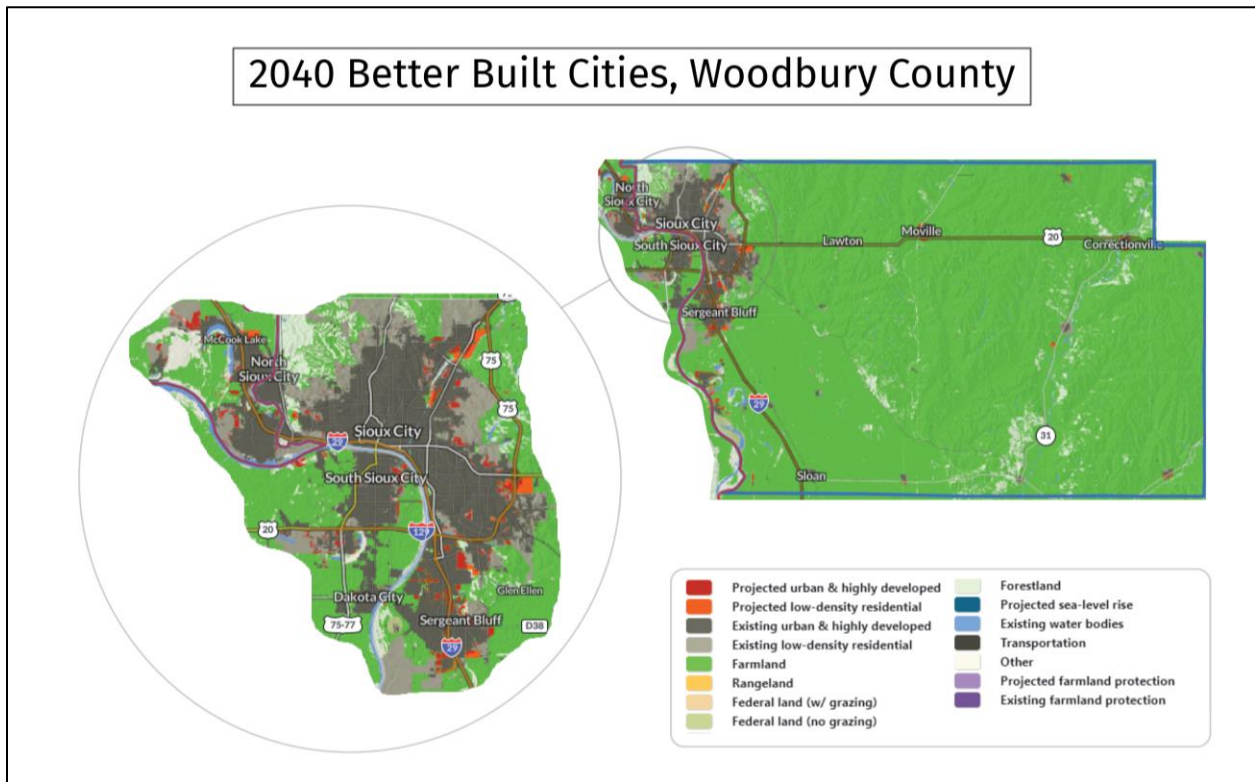 2040 Better Built Cities, Woodbury County
North
Sioux City
Sioux City
South Sioux City
Lawton
Moville
20
Correctionville
Sergeant Bluff
29
31
Sloan
McCook Lake
North
Sioux City
75
75
29
Sioux City
South Sioux City
20
129
Glen Ellen
Dakota City
75-77
Sergeant Bluff
D38
29
Projected urban & highly developed
Projected low-density residential
Existing urban & highly developed
Existing low-density residential
Farmland
Rangeland
Federal land (w/ grazing)
Federal land (no grazing)
Forestland
Projected sea-level rise
Existing water bodies
Transportation
Other
Projected farmland protection
Existing farmland protection